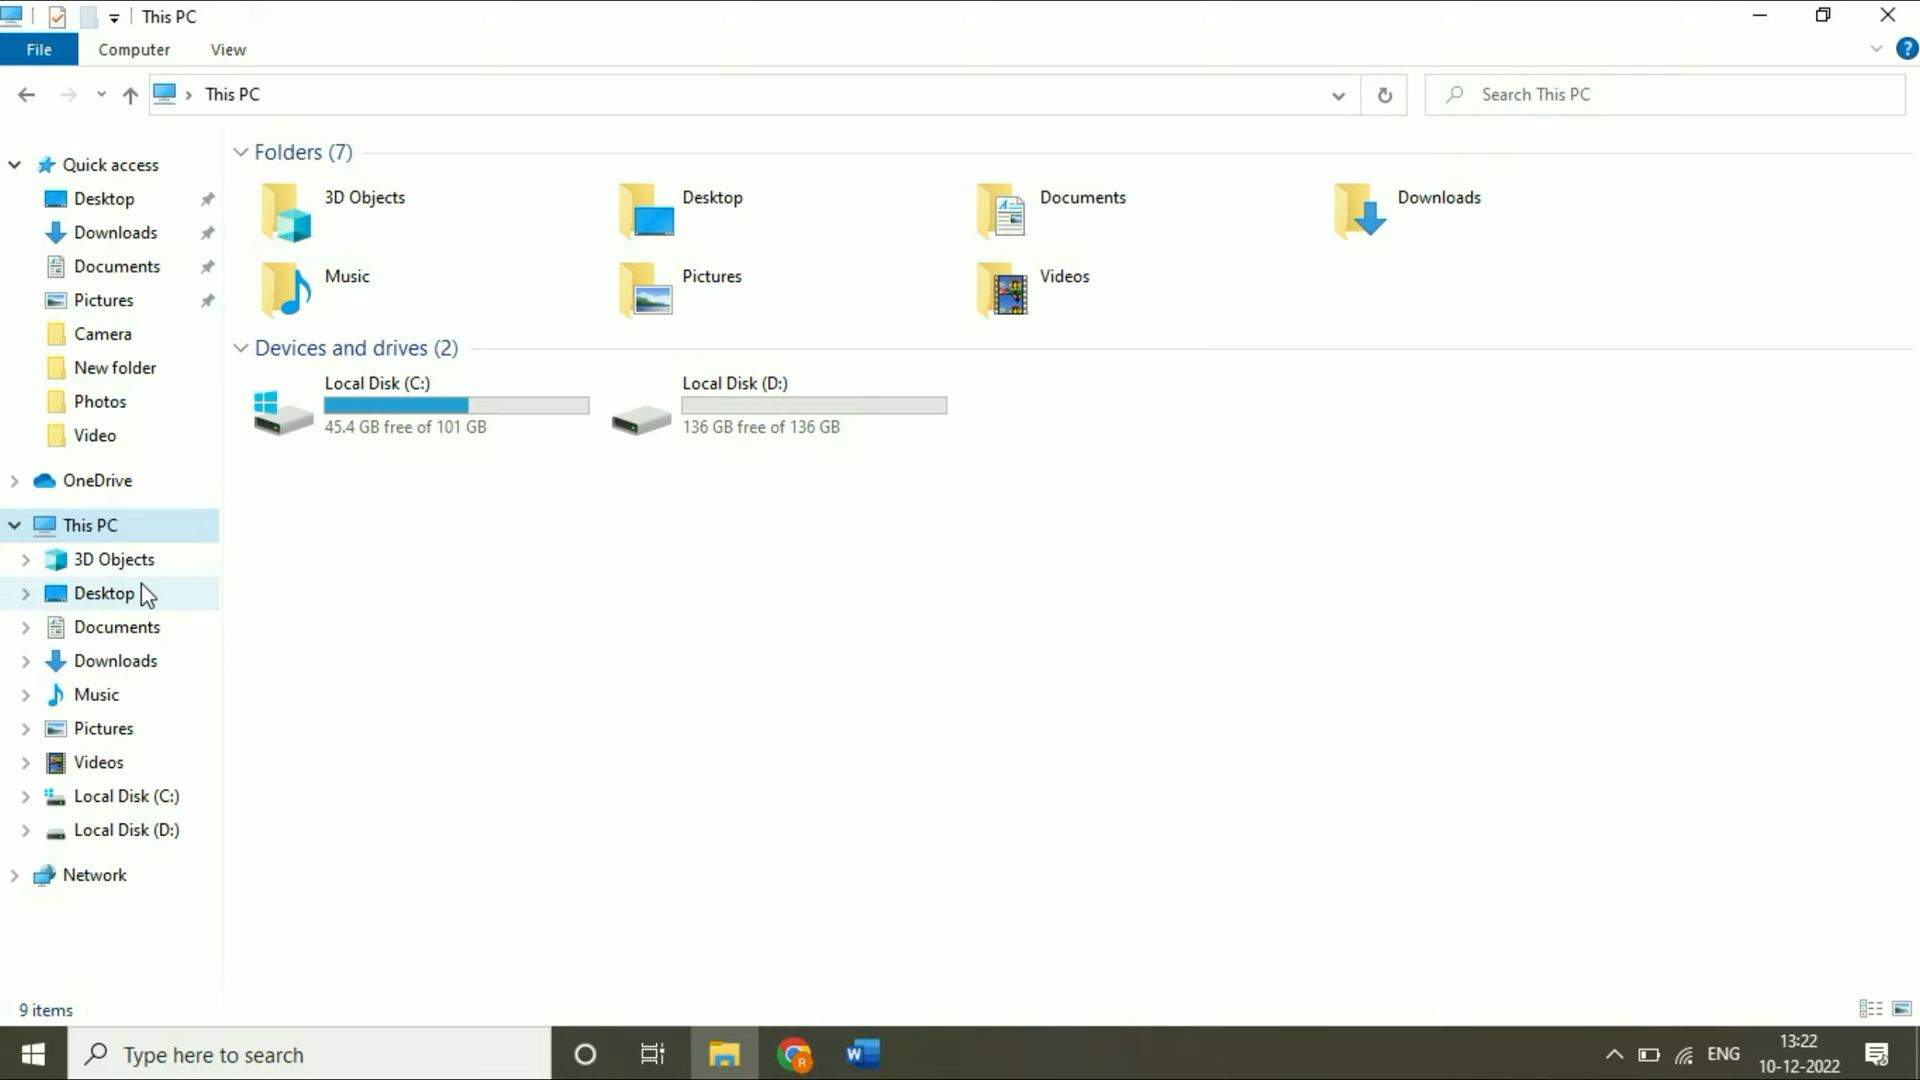 This PC
File
Computer
View
This PC
Search This PC
Quick access
Desktop
Downloads
Documents
Pictures
Camera
New folder
Photos
Video
OneDrive
This PC
3D Objects
Desktop
Documents
Downloads
Music
Pictures
Videos
Local Disk (C:)
Local Disk (D:)
Network
Folders (7)
3D Objects
Desktop
Documents
Downloads
Music
Pictures
Videos
Devices and drives (2)
Local Disk (C:)
45.4 GB free of 101 GB
Local Disk (D:)
136 GB free of 136 GB
9 items
Type here to search
ENG
13:22
10-12-2022